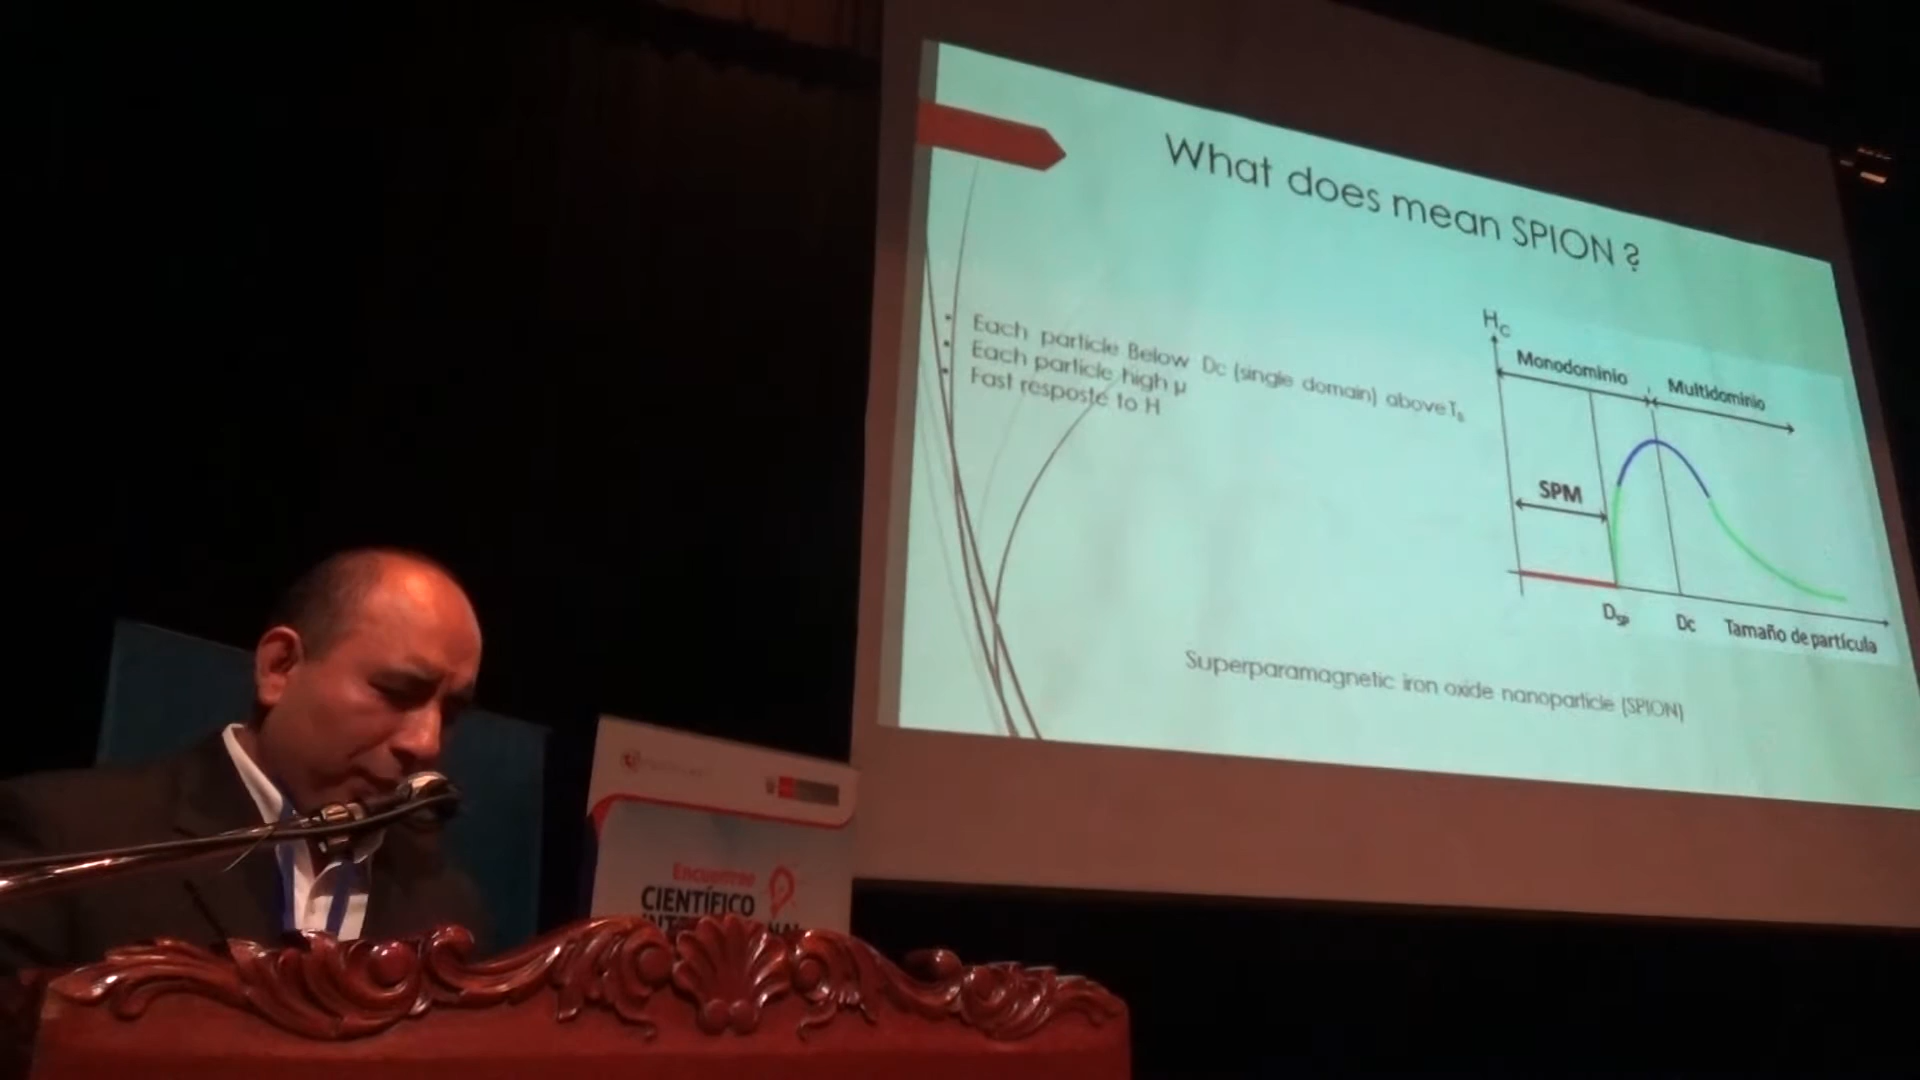 What does mean SPION ?
• Each particle Below Dc (single domain) above T
• Each particle high μ
• Fast resposte to H
Hc
Monodominio
Multidominio
SPM
DSP
Dc
Tamaño de partícula
Superparamagnetic iron oxide nanoparticle (SPION)
Encuentro
CIENTÍFICO